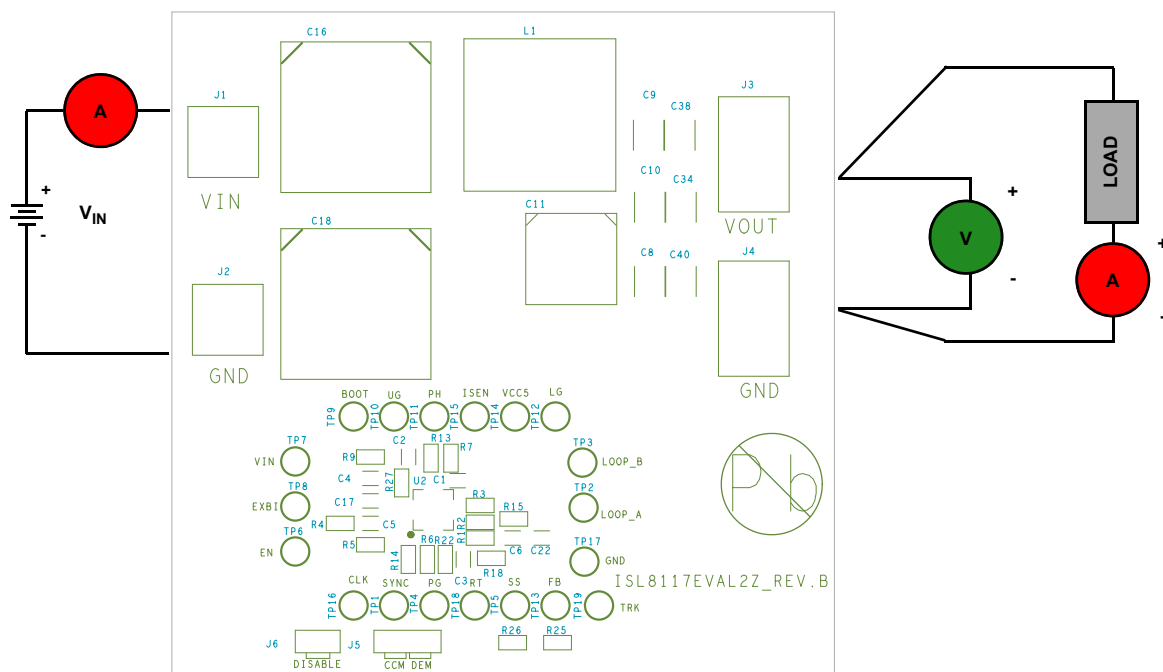 C16
L1
J1
C9
C38
J3
A
VIN
C10
C34
LOAD
+
VIN
-
C18
C11
VOUT
+
V
-
J2
C8
C40
J4
+
A
-
GND
GND
BOOT
UG
PH
ISEN
VCC5
LG
TP9
TP10
TP11
TP15
TP14
TP12
TP7
VIN
R9
C2
R13
R7
TP3
LOOP_B
TP8
EXBI
C4
R27
U2
C1
C17
R3
TP2
LOOP_A
R4
C5
R2
R15
TP6
EN
R5
R1
C6
C22
TP17
GND
R14
R6
R22
C3
R18
ISL8117EVAL2Z_REV.B
Pb
CLK
SYNC
PG
RT
SS
FB
TRK
TP16
TP1
TP4
TP18
TP5
TP13
TP19
J6
J5
R26
R25
DISABLE
CCM DEM